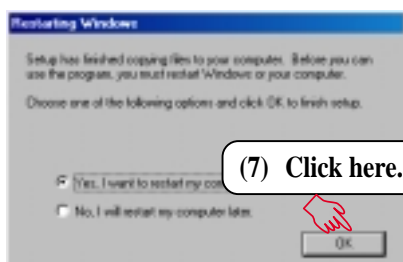 Restarting Windows
Setup has finished copying files to your computer. Before you can
use the program, you must restart Windows or your computer.
Choose one of the following options and click OK to finish setup.
Yes, I want to restart my com
(7) Click here.
No, I will restart my computer later.
OK